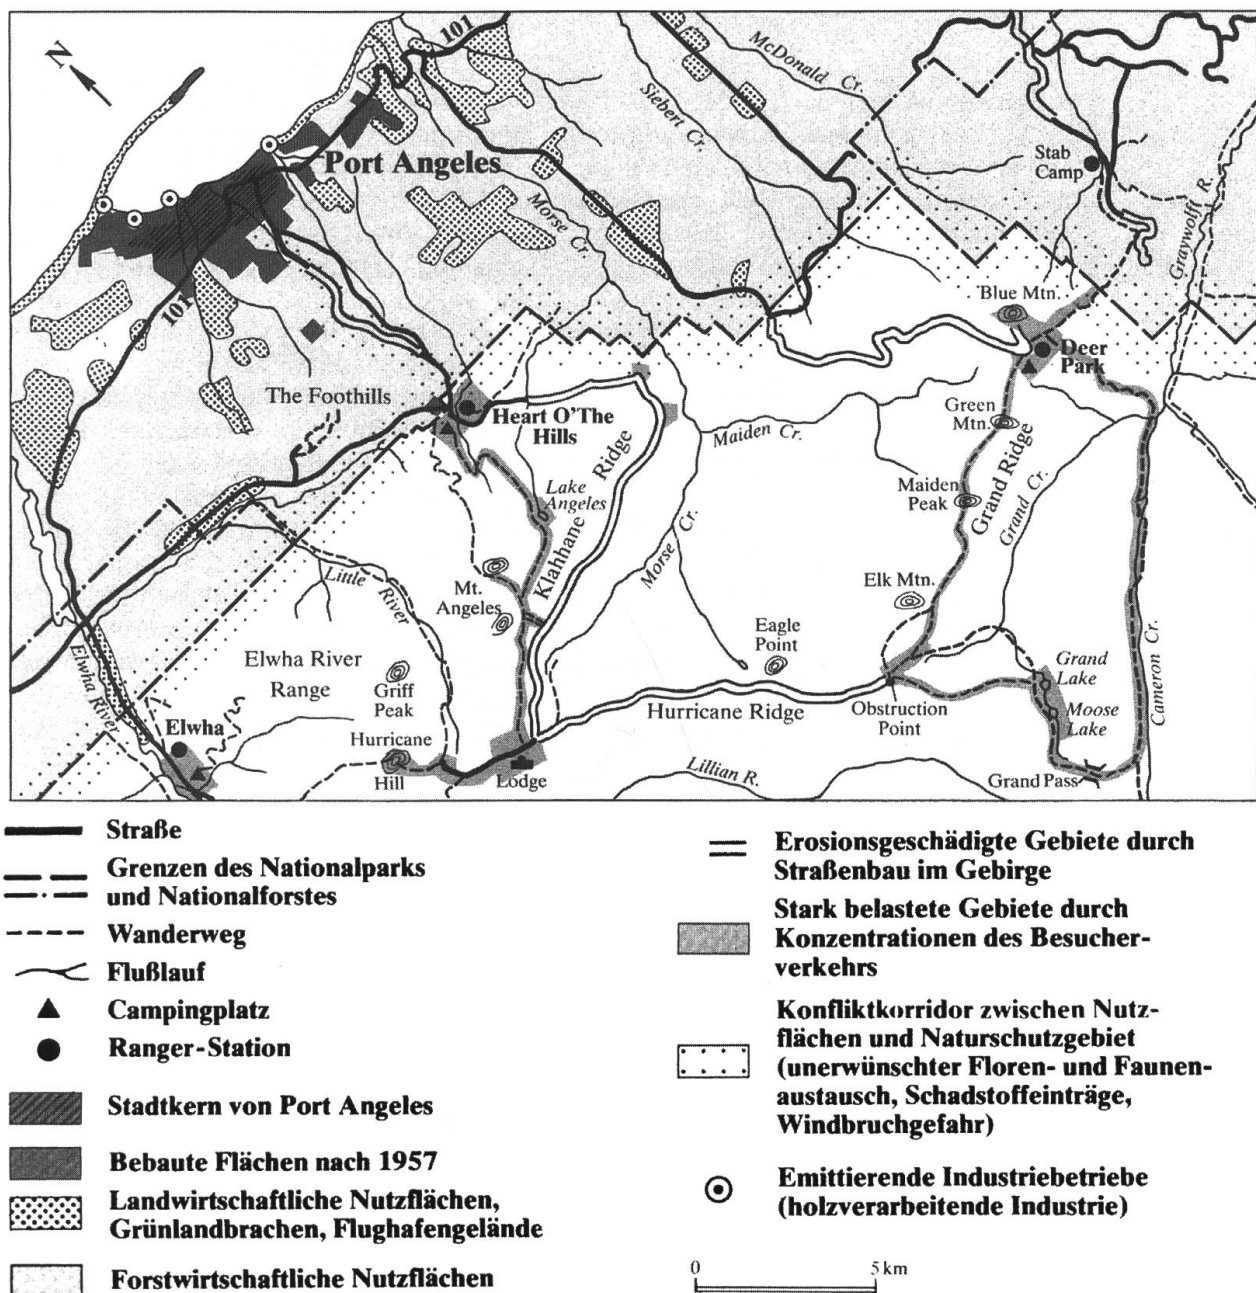 N
101
McDonald Cr.
Siebert Cr.
Port Angeles
Morse Cr.
Stab
Camp
Graywolf R.
101
Blue Mtn.
Deer
Park
The Foothills
Heart O'The
Hills
Green
Mtn.
Maiden Cr.
Klahhane Ridge
Lake
Angeles
Maiden
Peak
Grand Ridge
Grand Cr.
Morse Cr.
Little River
Mt.
Angeles
Elk Mtn.
Eagle
Point
Elwha River
Range
Griff
Peak
Elwha River
Elwha
Hurricane
Hill
Lodge
Hurricane Ridge
Obstruction
Point
Grand
Lake
Moose
Lake
Cameron Cr.
Lillian R.
Grand Pass
Straße
Grenzen des Nationalparks
und Nationalforstes
Wanderweg
Flußlauf
Campingplatz
Ranger-Station
Stadtkern von Port Angeles
Bebaute Flächen nach 1957
Landwirtschaftliche Nutzflächen,
Grünlandbrachen, Flughafengelände
Forstwirtschaftliche Nutzflächen
Erosionsgeschädigte Gebiete durch
Straßenbau im Gebirge
Stark belastete Gebiete durch
Konzentrationen des Besucher-
verkehrs
Konfliktkorridor zwischen Nutz-
flächen und Naturschutzgebiet
(unerwünschter Floren- und Faunen-
austausch, Schadstoffeinträge,
Windbruchgefahr)
Emittierende Industriebetriebe
(holzverarbeitende Industrie)
0 5 km